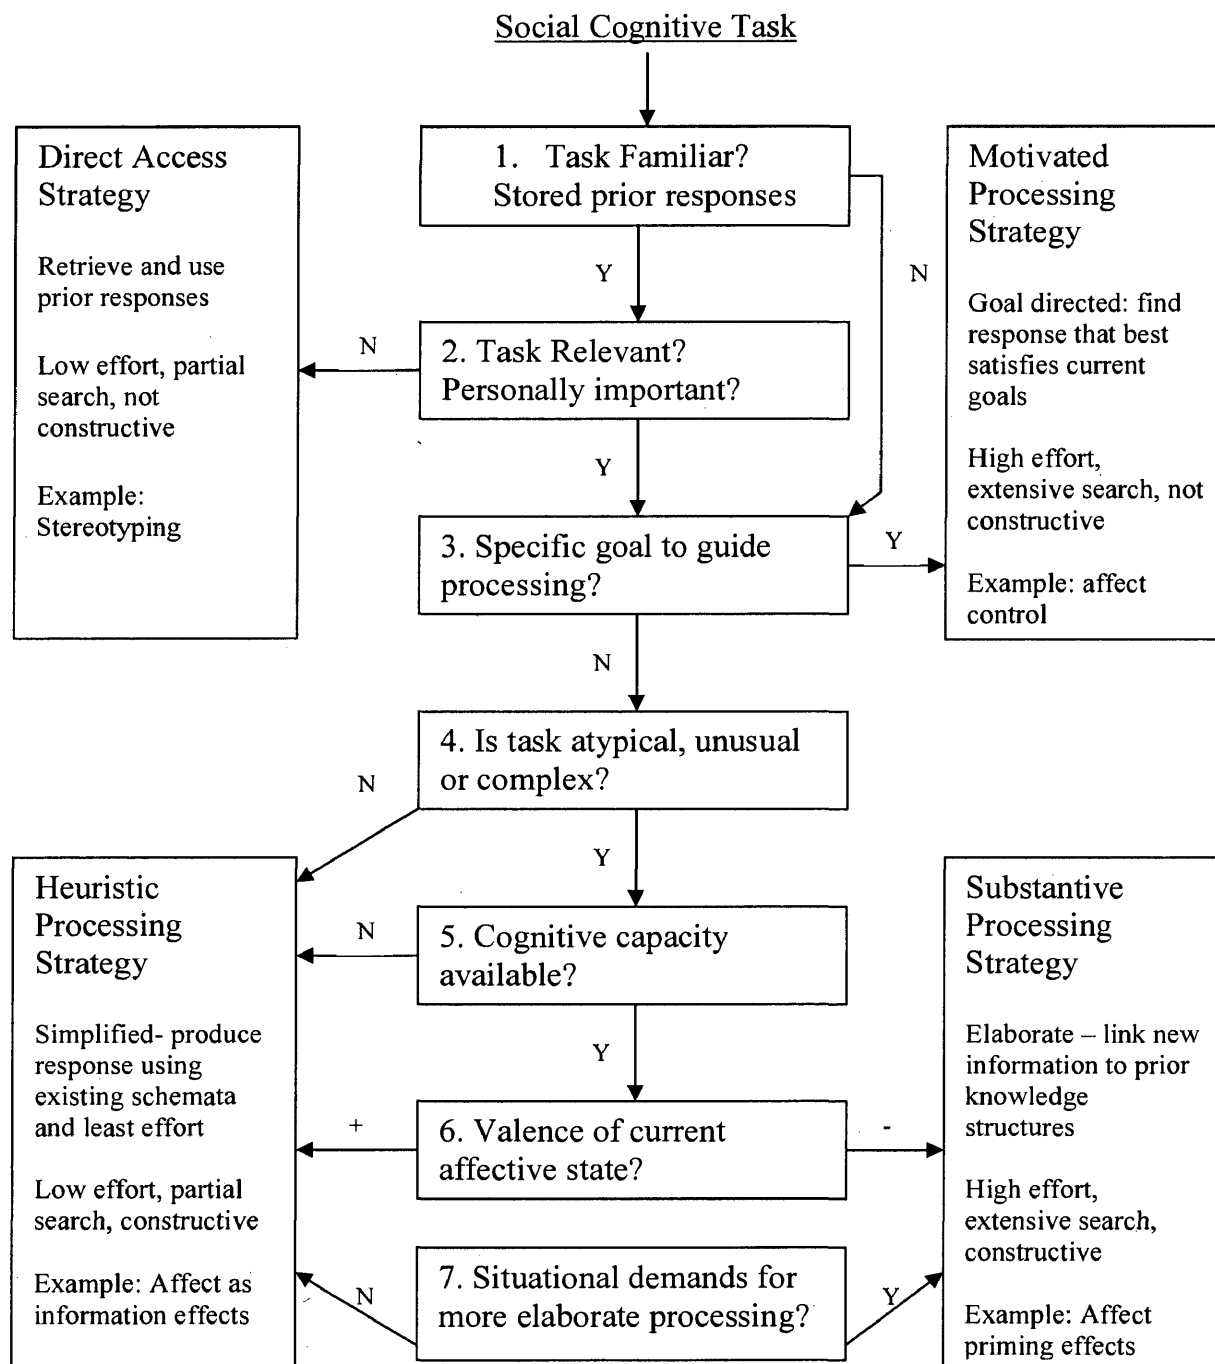 Social Cognitive Task
Direct Access
Strategy
Retrieve and use
prior responses
Low effort, partial
search, not
constructive
Example:
Stereotyping
1. Task Familiar?
Stored prior responses
Y
N
2. Task Relevant?
Personally important?
N
Y
3. Specific goal to guide
processing?
Y
N
Motivated
Processing
Strategy
Goal directed: find
response that best
satisfies current
goals
High effort,
extensive search, not
constructive
Example: affect
control
4. Is task atypical, unusual
or complex?
N
Y
Heuristic
Processing
Strategy
Simplified- produce
response using
existing schemata
and least effort
Low effort, partial
search, constructive
Example: Affect as
information effects
5. Cognitive capacity
available?
N
Y
6. Valence of current
affective state?
+
-
7. Situational demands for
more elaborate processing?
N
Y
Substantive
Processing
Strategy
Elaborate – link new
information to prior
knowledge
structures
High effort,
extensive search,
constructive
Example: Affect
priming effects